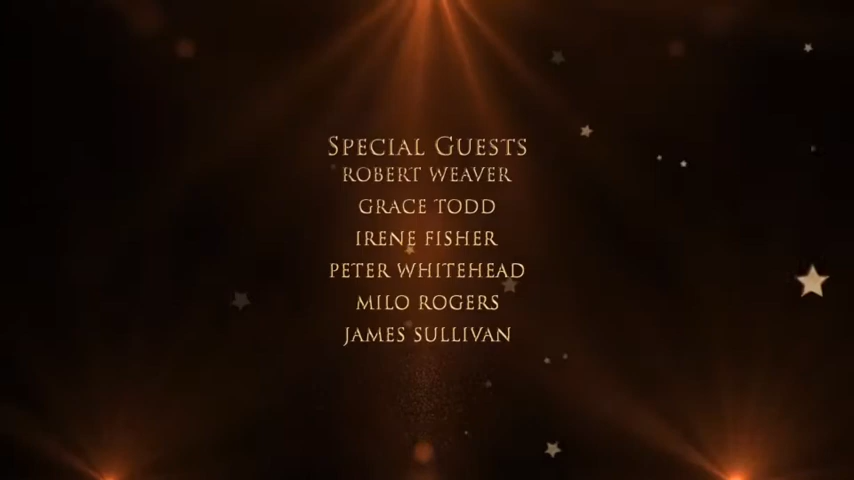 Special Guests
ROBERT WEAVER
GRACE TODD
IRENE FISHER
PETER WHITEHEAD
MILO ROGERS
JAMES SULLIVAN